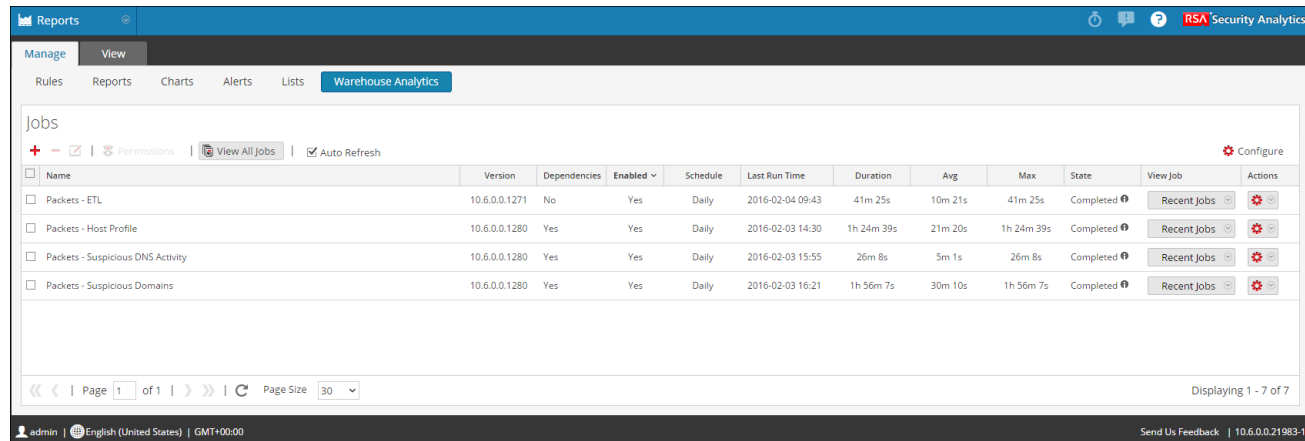 Reports RSA Security Analytics
Manage View
Rules Reports Charts Alerts Lists Warehouse Analytics
Jobs
Permissions | View All Jobs | Auto Refresh Configure
Name Version Dependencies Enabled Schedule Last Run Time Duration Avg Max State View Job Actions
Packets - ETL 10.6.0.0.1271 No Yes Daily 2016-02-04 09:43 41m 25s 10m 21s 41m 25s Completed Recent Jobs
Packets - Host Profile 10.6.0.0.1280 Yes Yes Daily 2016-02-03 14:30 1h 24m 39s 21m 20s 1h 24m 39s Completed Recent Jobs
Packets - Suspicious DNS Activity 10.6.0.0.1280 Yes Yes Daily 2016-02-03 15:55 26m 8s 5m 1s 26m 8s Completed Recent Jobs
Packets - Suspicious Domains 10.6.0.0.1280 Yes Yes Daily 2016-02-03 16:21 1h 56m 7s 30m 10s 1h 56m 7s Completed Recent Jobs
| Page 1 of 1 | | Page Size 30 Displaying 1 - 7 of 7
admin | English (United States) | GMT+00:00 Send Us Feedback | 10.6.0.0.21983-1